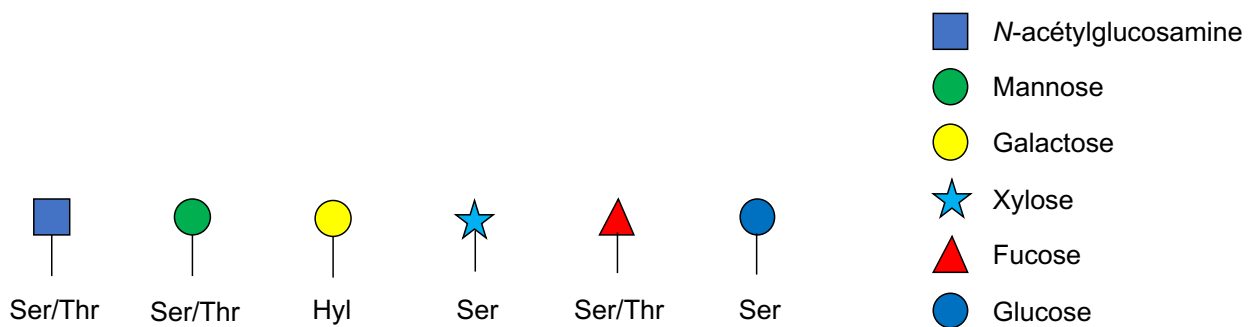 N-acétylglucosamine
Mannose
Galactose
Xylose
Fucose
Glucose
Ser/Thr Ser/Thr Hyl Ser Ser/Thr Ser